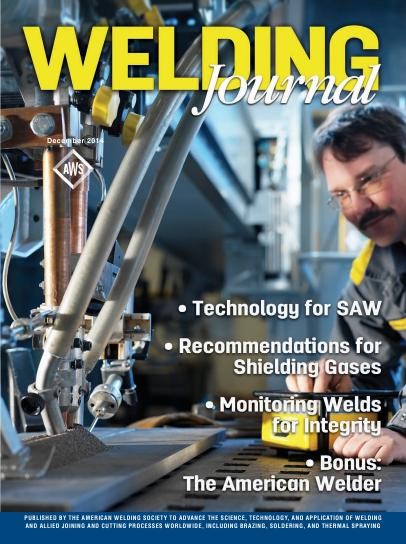 WELDING
Journal
December 2014
AWS
• Technology for SAW
• Recommendations for
Shielding Gases
• Monitoring Welds
for Integrity
• Bonus:
The American Welder
PUBLISHED BY THE AMERICAN WELDING SOCIETY TO ADVANCE THE SCIENCE, TECHNOLOGY, AND APPLICATION OF WELDING
AND ALLIED JOINING AND CUTTING PROCESSES WORLDWIDE, INCLUDING BRAZING, SOLDERING, AND THERMAL SPRAYING